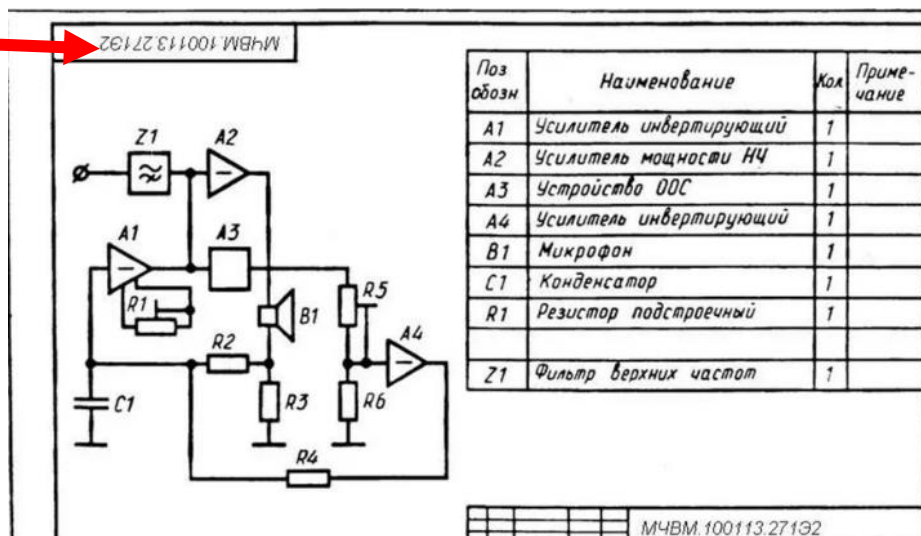 МЧВМ.100113.271Э2
Z1
A2
A1
A3
R1
R5
B1
A4
R2
C1
R3
R6
R4
Поз обозн Наименование Кол Приме-чание
A1 Усилитель инвертирующий 1
A2 Усилитель мощности НЧ 1
A3 Устройство ООС 1
A4 Усилитель инвертирующий 1
B1 Микрофон 1
C1 Конденсатор 1
R1 Резистор подстроечный 1
Z1 Фильтр верхних частот 1
МЧВМ.100113.271Э2